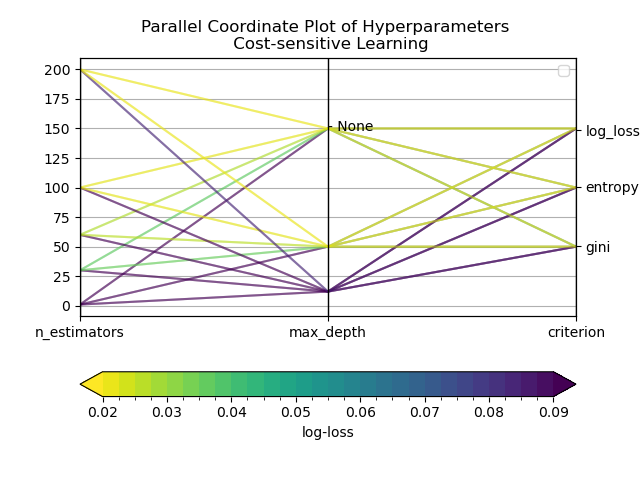 Parallel Coordinate Plot of Hyperparameters
Cost-sensitive Learning
200
175
150
125
100
75
50
25
0
None
log_loss
entropy
gini
n_estimators
max_depth
criterion
0.02 0.03 0.04 0.05 0.06 0.07 0.08 0.09
log-loss